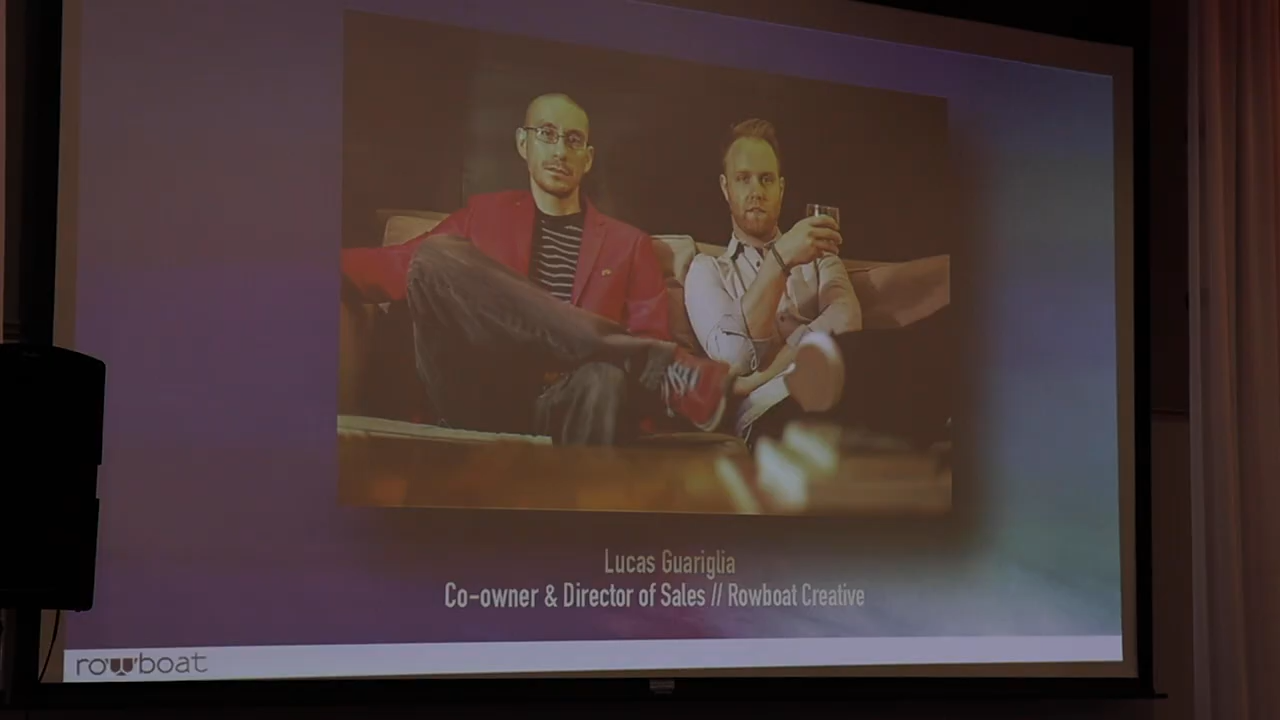 Lucas Guariglia
Co-owner & Director of Sales // Rowboat Creative
rowboat